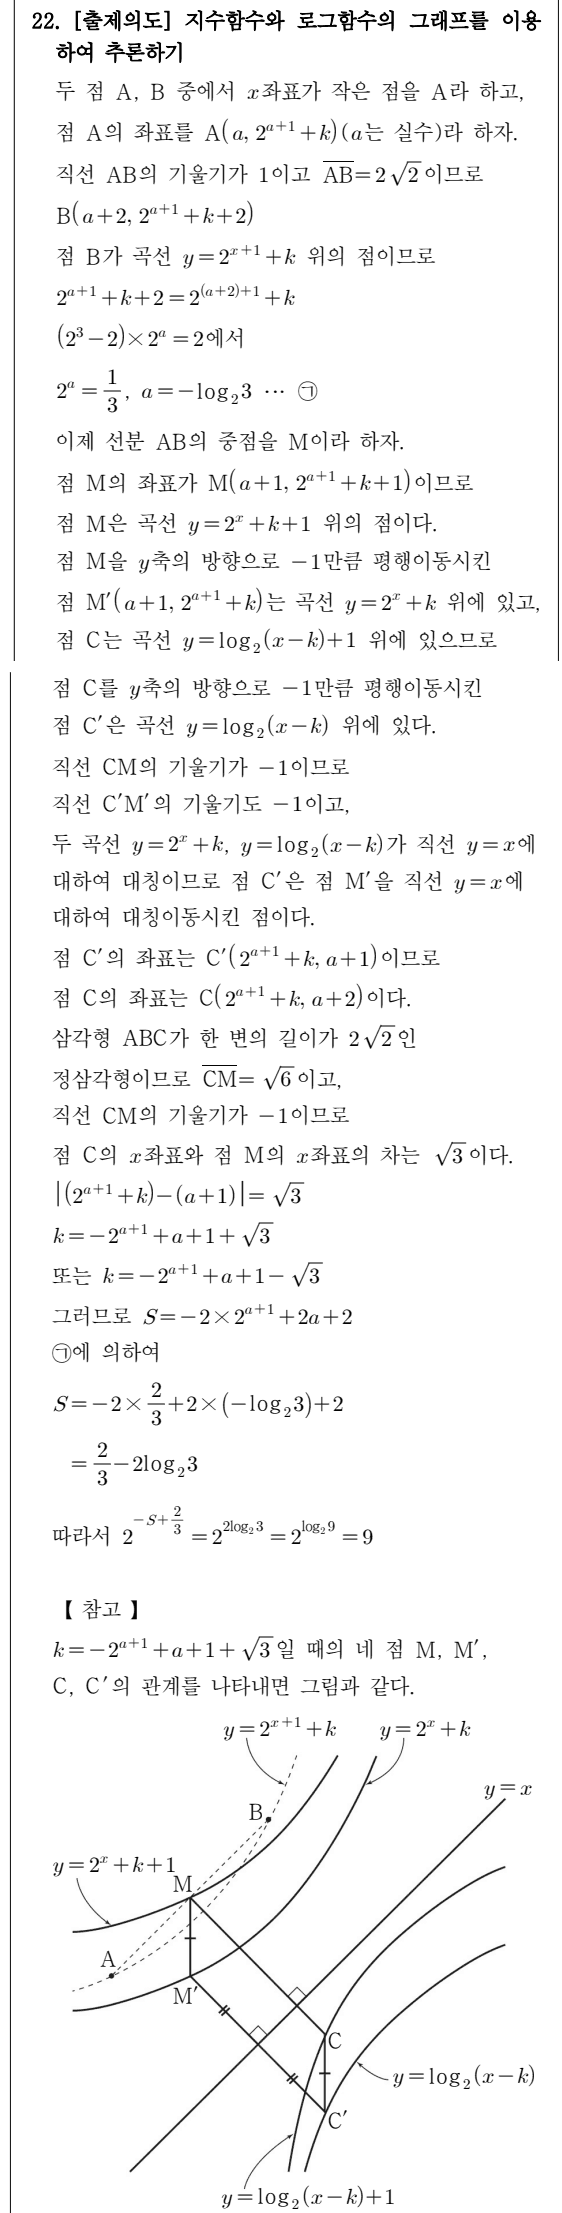 22. [출제의도] 지수함수와 로그함수의 그래프를 이용
하여 추론하기
두 점 A, B 중에서 x좌표가 작은 점을 A라 하고,
점 A의 좌표를 A(a, 2^{a+1}+k)(a는 실수)라 하자.
직선 AB의 기울기가 1이고 \overline{AB}=2√2이므로
B(a+2, 2^{a+1}+k+2)
점 B가 곡선 y=2^{x+1}+k 위의 점이므로
2^{a+1}+k+2=2^{(a+2)+1}+k
(2^3-2)×2^a=2에서
2^a=\frac{1}{3}, a=-log_2 3 ⋯ ㉠
이제 선분 AB의 중점을 M이라 하자.
점 M의 좌표가 M(a+1, 2^{a+1}+k+1)이므로
점 M은 곡선 y=2^x+k+1 위의 점이다.
점 M을 y축의 방향으로 -1만큼 평행이동시킨
점 M′(a+1, 2^{a+1}+k)는 곡선 y=2^x+k 위에 있고,
점 C는 곡선 y=log_2(x-k)+1 위에 있으므로
점 C를 y축의 방향으로 -1만큼 평행이동시킨
점 C′은 곡선 y=log_2(x-k) 위에 있다.
직선 CM의 기울기가 -1이므로
직선 C′M′의 기울기도 -1이고,
두 곡선 y=2^x+k, y=log_2(x-k)가 직선 y=x에
대하여 대칭이므로 점 C′은 점 M′을 직선 y=x에
대하여 대칭이동시킨 점이다.
점 C′의 좌표는 C′(2^{a+1}+k, a+1)이므로
점 C의 좌표는 C(2^{a+1}+k, a+2)이다.
삼각형 ABC가 한 변의 길이가 2√2인
정삼각형이므로 \overline{CM}=√6이고,
직선 CM의 기울기가 -1이므로
점 C의 x좌표와 점 M의 x좌표의 차는 √3이다.
|(2^{a+1}+k)-(a+1)|=√3
k=-2^{a+1}+a+1+√3
또는 k=-2^{a+1}+a+1-√3
그러므로 S=-2×2^{a+1}+2a+2
㉠에 의하여
S=-2×\frac{2}{3}+2×(-log_2 3)+2
=\frac{2}{3}-2log_2 3
따라서 2^{-S+\frac{2}{3}}=2^{2log_2 3}=2^{log_2 9}=9
【 참고 】
k=-2^{a+1}+a+1+√3일 때의 네 점 M, M′,
C, C′의 관계를 나타내면 그림과 같다.
y=2^{x+1}+k
y=2^x+k
y=x
B
y=2^x+k+1
M
A
M′
C
y=log_2(x-k)
C′
y=log_2(x-k)+1